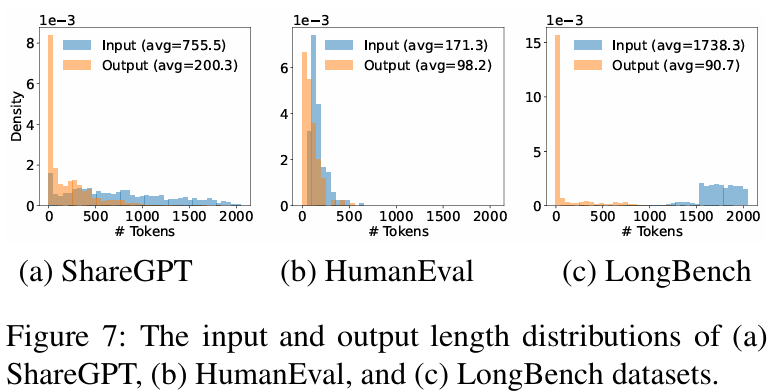 1e−3
8
6
4
2
0
Density
Input (avg=755.5)
Output (avg=200.3)
0 500 1000 1500 2000
# Tokens
1e−3
6
4
2
0
Input (avg=171.3)
Output (avg=98.2)
0 500 1000 1500 2000
# Tokens
1e−3
15
10
5
0
Input (avg=1738.3)
Output (avg=90.7)
0 500 1000 1500 2000
# Tokens
(a) ShareGPT
(b) HumanEval
(c) LongBench
Figure 7: The input and output length distributions of (a)
ShareGPT, (b) HumanEval, and (c) LongBench datasets.